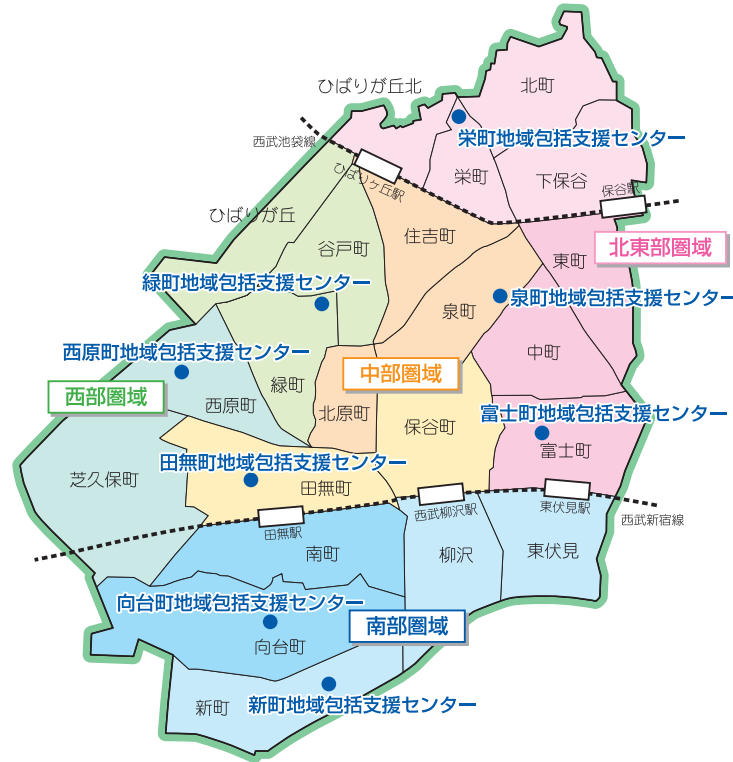 北町
ひばりが丘北
栄町地域包括支援センター
西武池袋線
ひばりケ丘駅
栄町
下保谷
保谷駅
ひばりが丘
住吉町
北東部圏域
谷戸町
東町
緑町地域包括支援センター
泉町地域包括支援センター
泉町
西原町地域包括支援センター
中町
中部圏域
緑町
西部圏域
西原町
北原町
富士町地域包括支援センター
保谷町
富士町
田無町地域包括支援センター
芝久保町
田無町
西武柳沢駅
東伏見駅
西武新宿線
田無駅
南町
柳沢
東伏見
向台町地域包括支援センター
南部圏域
向台町
新町
新町地域包括支援センター